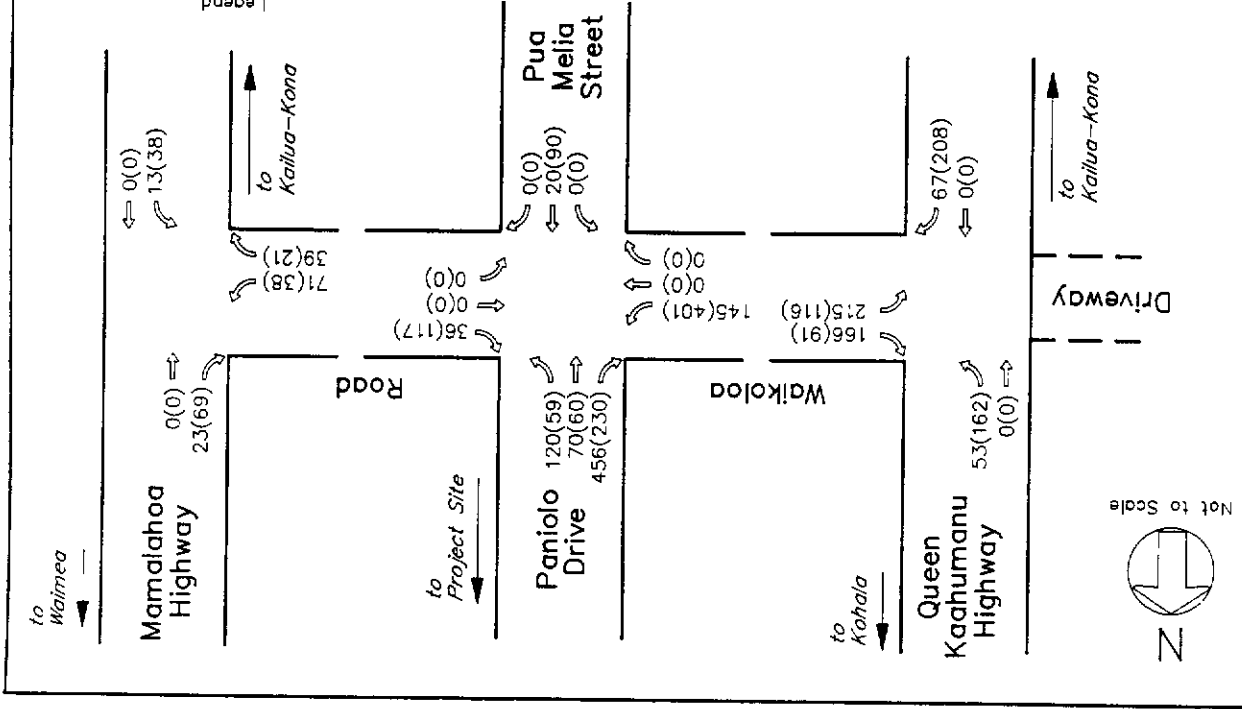 Legend
to
Waimea
Mamalahoa
Highway
0(0)
23(69)
0(0)
13(38)
to
Kailua-Kona
39(21)
71(38)
0(0)
0(0)
36(117)
Road
to
Project Site
Paniolo
Drive
120(59)
70(60)
456(230)
Pua
Melia
Street
0(0)
20(90)
0(0)
0(0)
0(0)
145(401)
215(116)
166(91)
Waikoloa
to
Kohala
Queen
Kaahumanu
Highway
53(162)
0(0)
67(208)
0(0)
to
Kailua-Kona
Driveway
Not to Scale
N